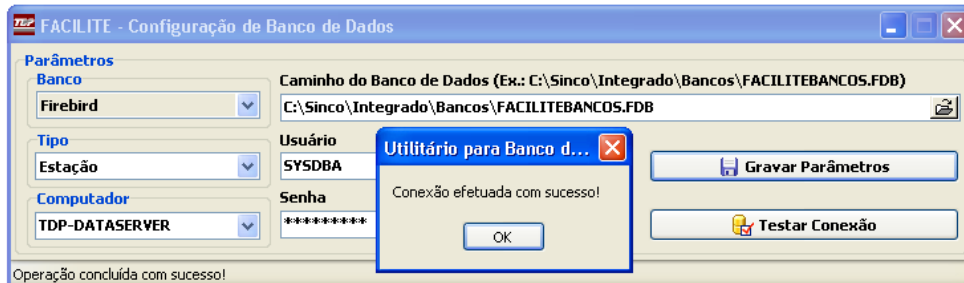 TDP FACILITE - Configuração de Banco de Dados
Parâmetros
Banco
Caminho do Banco de Dados (Ex.: C:\Sinco\Integrado\Bancos\FACILITEBANCOS.FDB)
Firebird
C:\Sinco\Integrado\Bancos\FACILITEBANCOS.FDB
Tipo
Usuário
Utilitário para Banco d...
Estação
SYSDBA
Gravar Parâmetros
Conexão efetuada com sucesso!
Computador
Senha
TDP-DATASERVER
*********
OK
Testar Conexão
Operação concluída com sucesso!